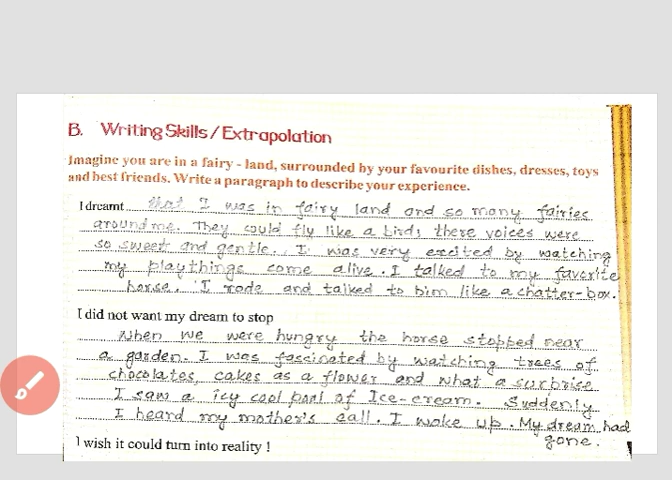 B. Writing Skills / Extrapolation
Imagine you are in a fairy - land, surrounded by your favourite dishes, dresses, toys
and best friends. Write a paragraph to describe your experience.
I dreamt that I was in fairy land and so many fairies
around me. They could fly like a bird, there voices were
so sweet and gentle. I was very excited by watching
my playthings come alive. I talked to my favorite
horse. I rode and talked to him like a chatter-box.
I did not want my dream to stop
When we were hungry the horse stopped near
a garden. I was fascinated by watching trees of
chocolates, cakes as a flower and what a surprise
I saw a icy cool pool of Ice-cream. Suddenly
I heard my mother's call. I woke up. My dream had
gone.
I wish it could turn into reality !